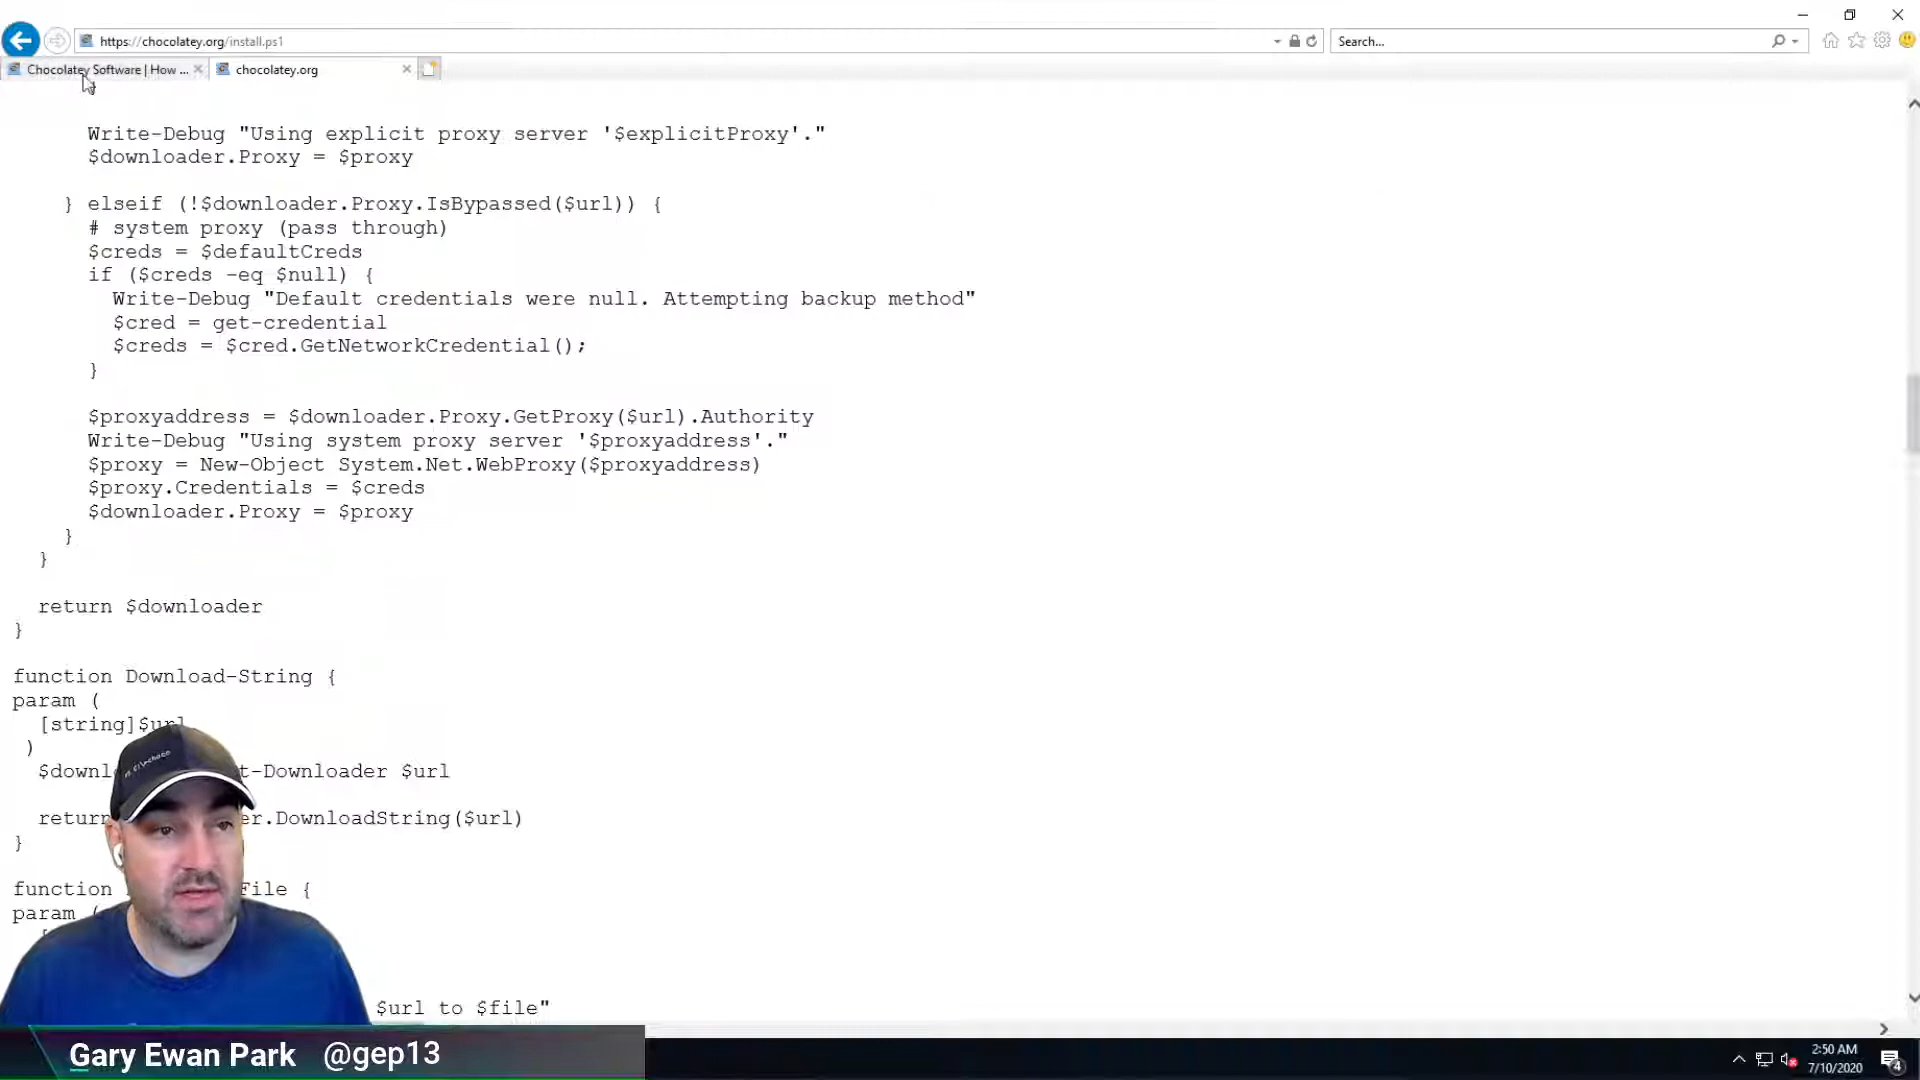 https://chocolatey.org/install.ps1
Search...
Chocolatey Software | How ...
chocolatey.org
Write-Debug "Using explicit proxy server '$explicitProxy'."
$downloader.Proxy = $proxy
} elseif (!$downloader.Proxy.IsBypassed($url)) {
# system proxy (pass through)
$creds = $defaultCreds
if ($creds -eq $null) {
Write-Debug "Default credentials were null. Attempting backup method"
$cred = get-credential
$creds = $cred.GetNetworkCredential();
}
$proxyaddress = $downloader.Proxy.GetProxy($url).Authority
Write-Debug "Using system proxy server '$proxyaddress'."
$proxy = New-Object System.Net.WebProxy($proxyaddress)
$proxy.Credentials = $creds
$downloader.Proxy = $proxy
}
}
return $downloader
}
function Download-String {
param (
[string]$url
)
$downl t-Downloader $url
return er.DownloadString($url)
}
function File {
param (
[
$url to $file"
Gary Ewan Park @gep13
2:50 AM
7/10/2020
4